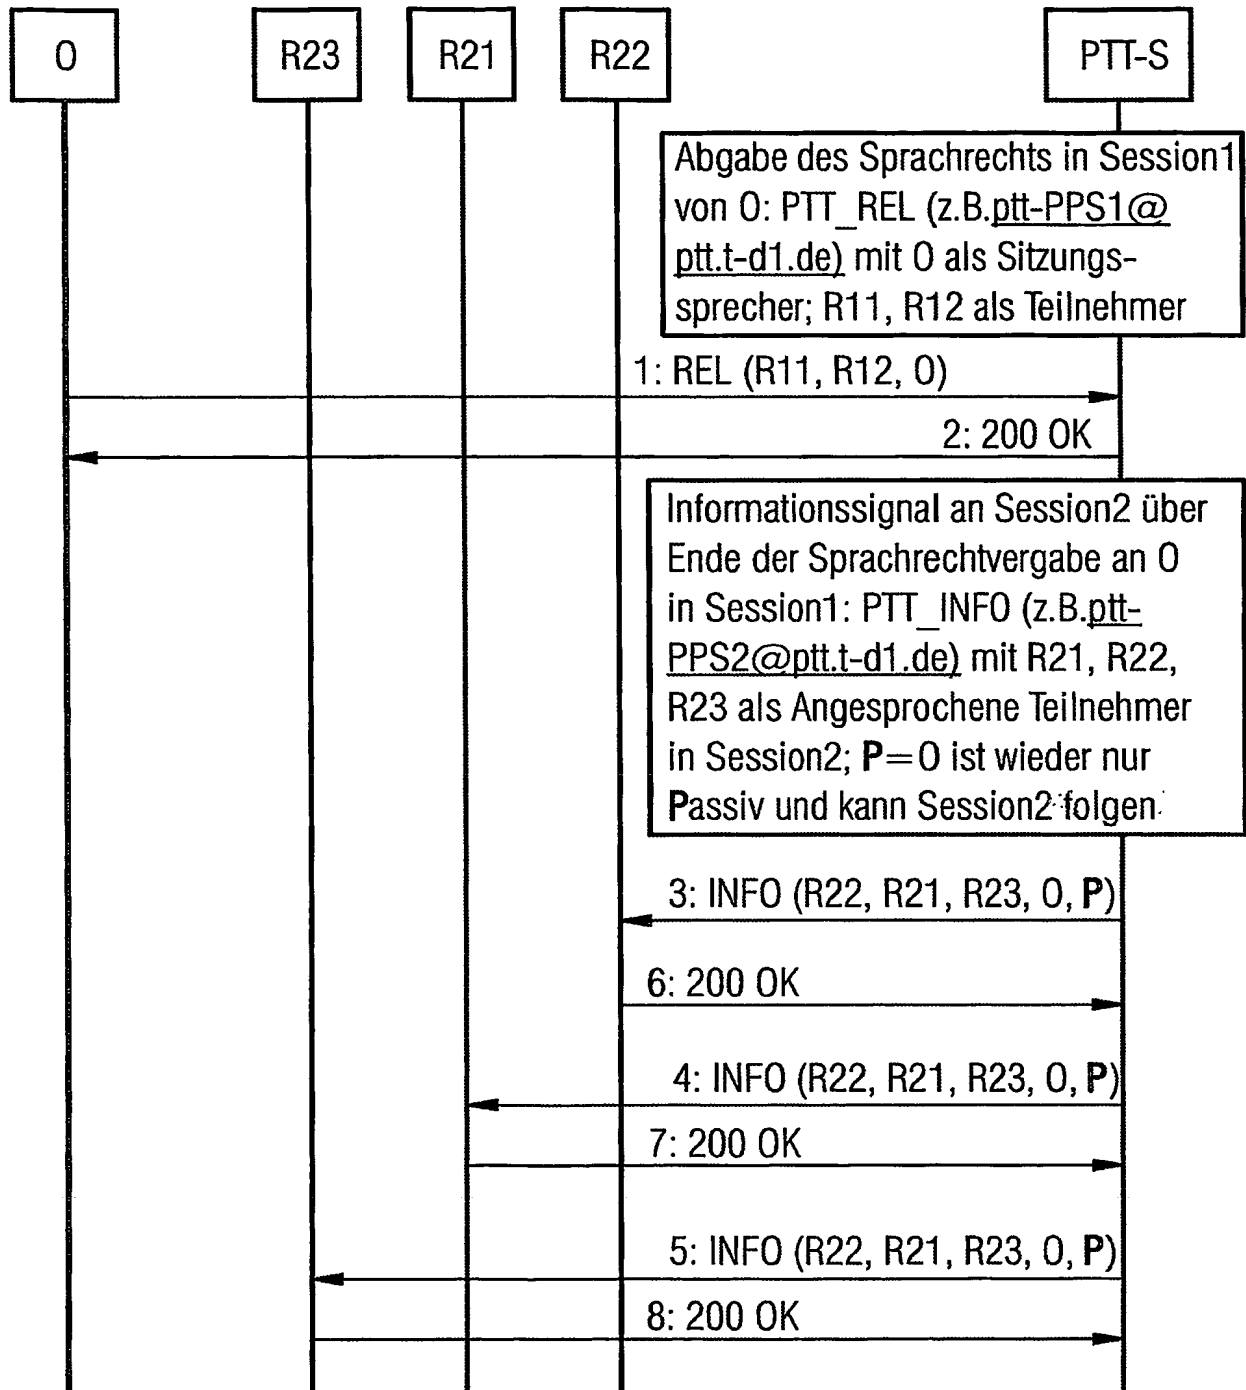 O
R23
R21
R22
PTT-S
Abgabe des Sprachrechts in Session1
von O: PTT_REL (z.B.ptt-PPS1@
ptt.t-d1.de) mit O als Sitzungs-
sprecher; R11, R12 als Teilnehmer
1: REL (R11, R12, O)
2: 200 OK
Informationssignal an Session2 über
Ende der Sprachrechtvergabe an O
in Session1: PTT_INFO (z.B.ptt-
PPS2@ptt.t-d1.de) mit R21, R22,
R23 als Angesprochene Teilnehmer
in Session2; P=O ist wieder nur
Passiv und kann Session2 folgen.
3: INFO (R22, R21, R23, O, P)
6: 200 OK
4: INFO (R22, R21, R23, O, P)
7: 200 OK
5: INFO (R22, R21, R23, O, P)
8: 200 OK